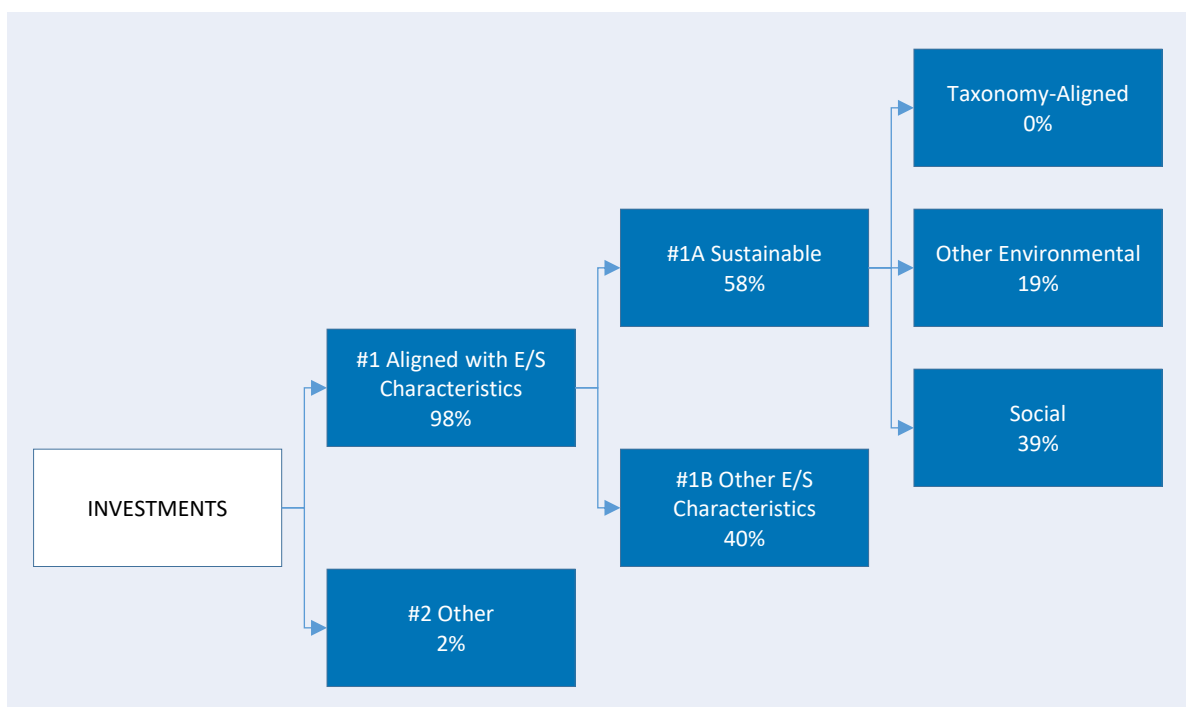 INVESTMENTS
#1 Aligned with E/S
Characteristics
98%
#2 Other
2%
#1A Sustainable
58%
#1B Other E/S
Characteristics
40%
Taxonomy-Aligned
0%
Other Environmental
19%
Social
39%